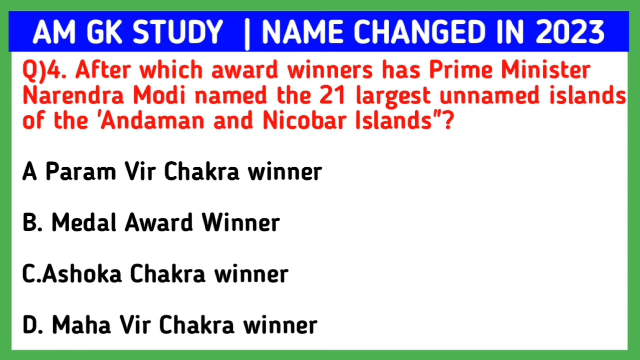 AM GK STUDY | NAME CHANGED IN 2023
Q)4. After which award winners has Prime Minister
Narendra Modi named the 21 largest unnamed islands
of the 'Andaman and Nicobar Islands"?
A Param Vir Chakra winner
B. Medal Award Winner
C.Ashoka Chakra winner
D. Maha Vir Chakra winner